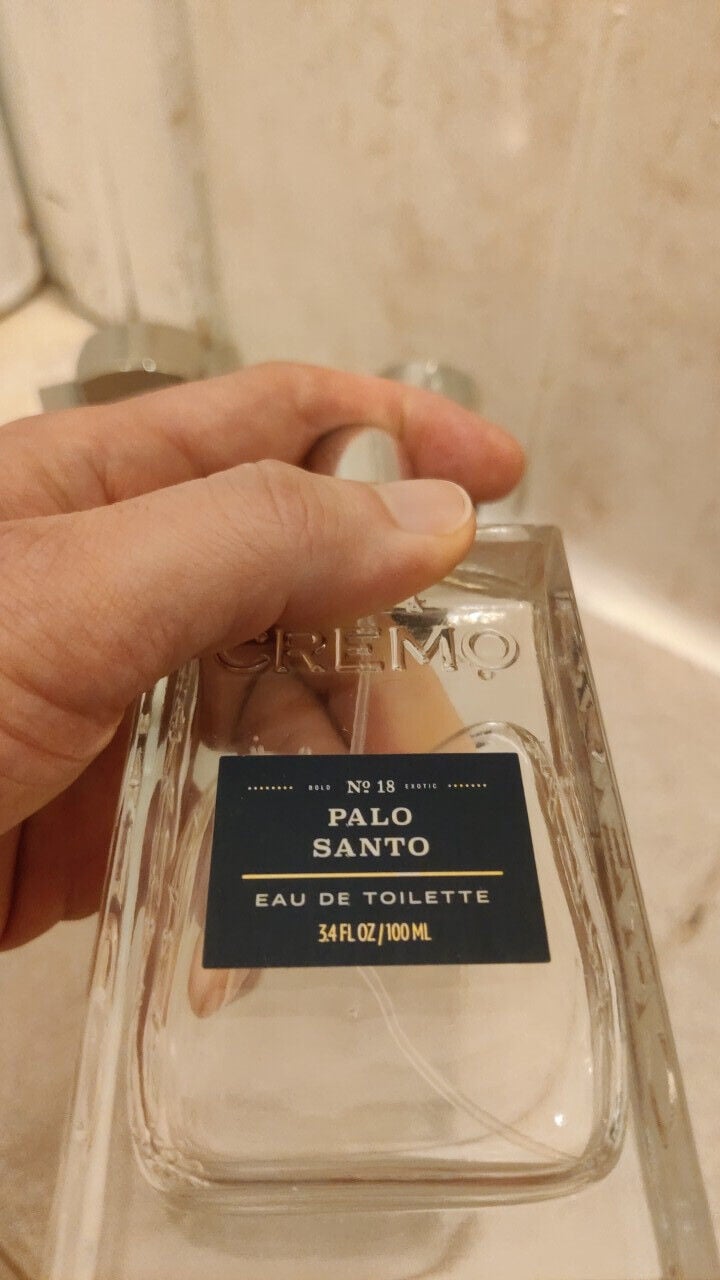 CREMO
BOLD Nº 18 EXOTIC
PALO
SANTO
EAU DE TOILETTE
3.4 FL OZ / 100 ML